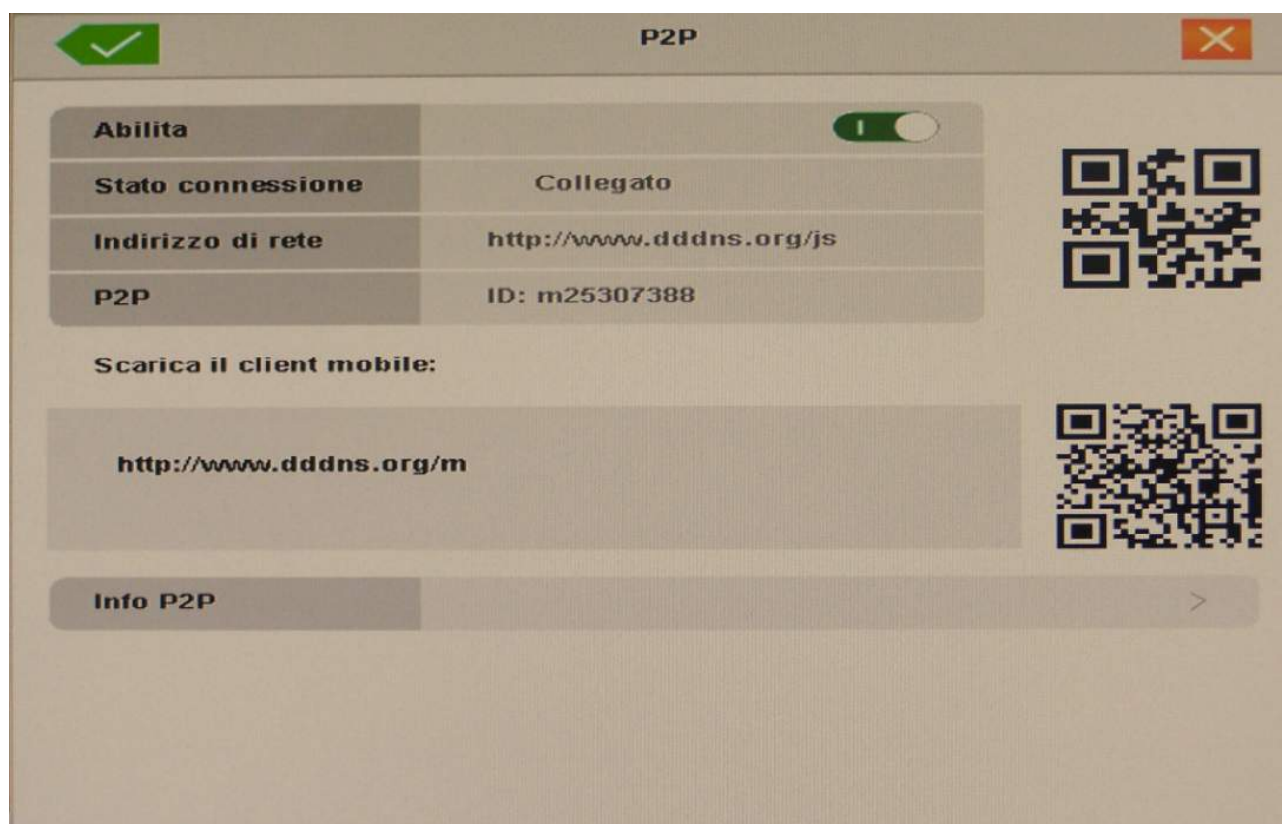 P2P
Abilita
Stato connessione Collegato
Indirizzo di rete http://www.dddns.org/js
P2P ID: m25307388
Scarica il client mobile:
http://www.dddns.org/m
Info P2P >